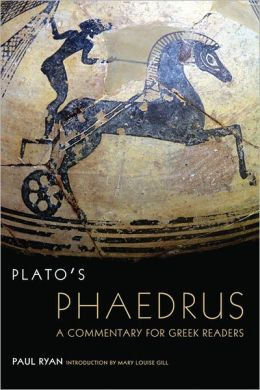 PLATO'S
PHAEDRUS
A COMMENTARY FOR GREEK READERS
PAUL RYAN INTRODUCTION BY MARY LOUISE GILL